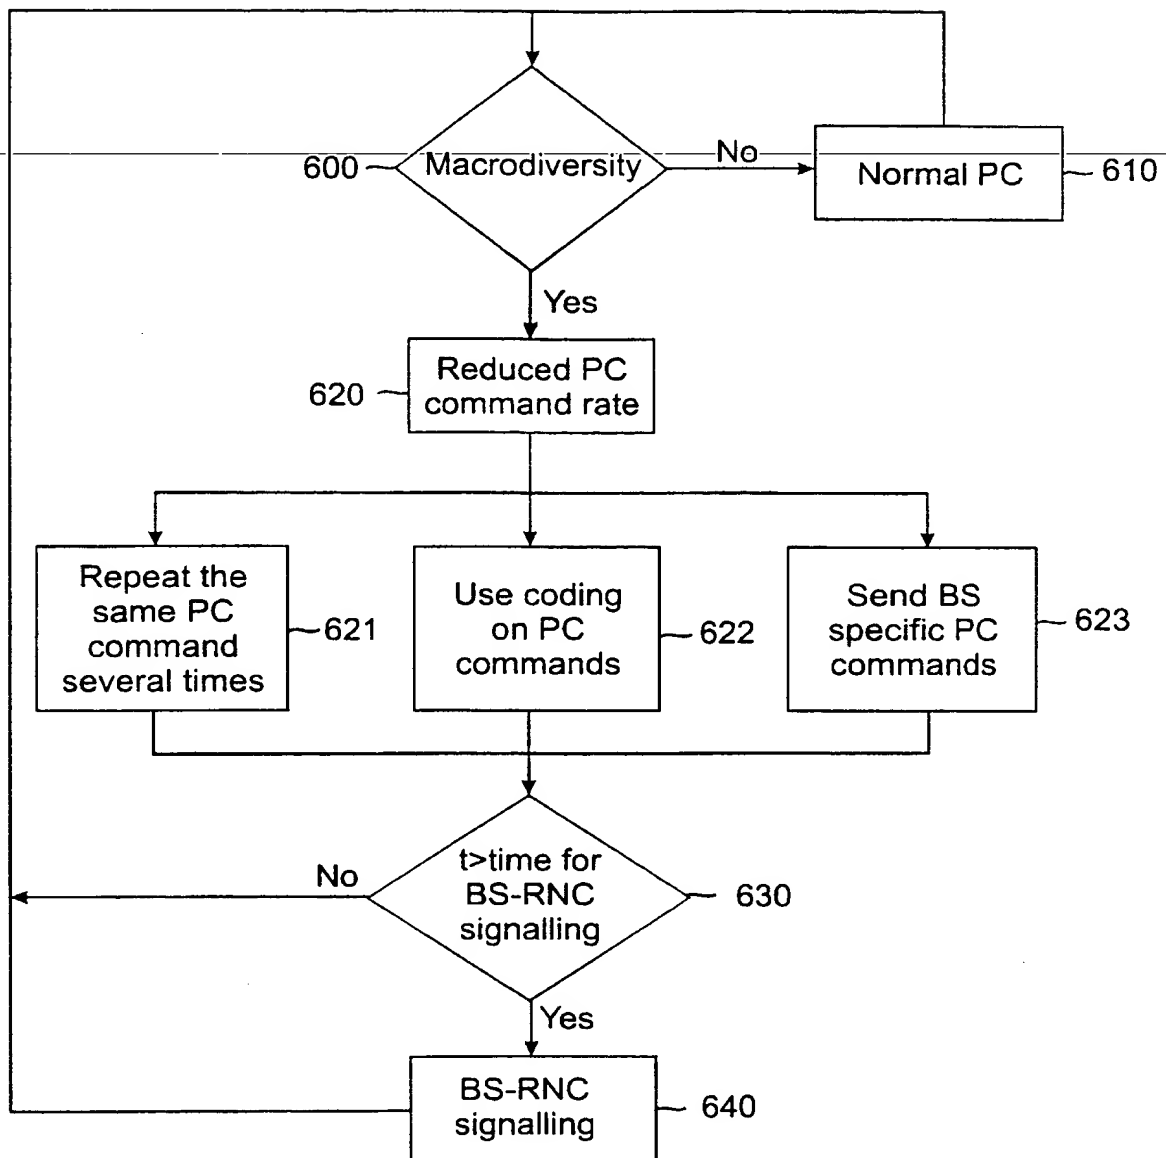 600
Macrodiversity
No
Normal PC
610
Yes
620
Reduced PC
command rate
Repeat the
same PC
command
several times
621
Use coding
on PC
commands
622
Send BS
specific PC
commands
623
No
t>time for
BS-RNC
signalling
630
Yes
BS-RNC
signalling
640